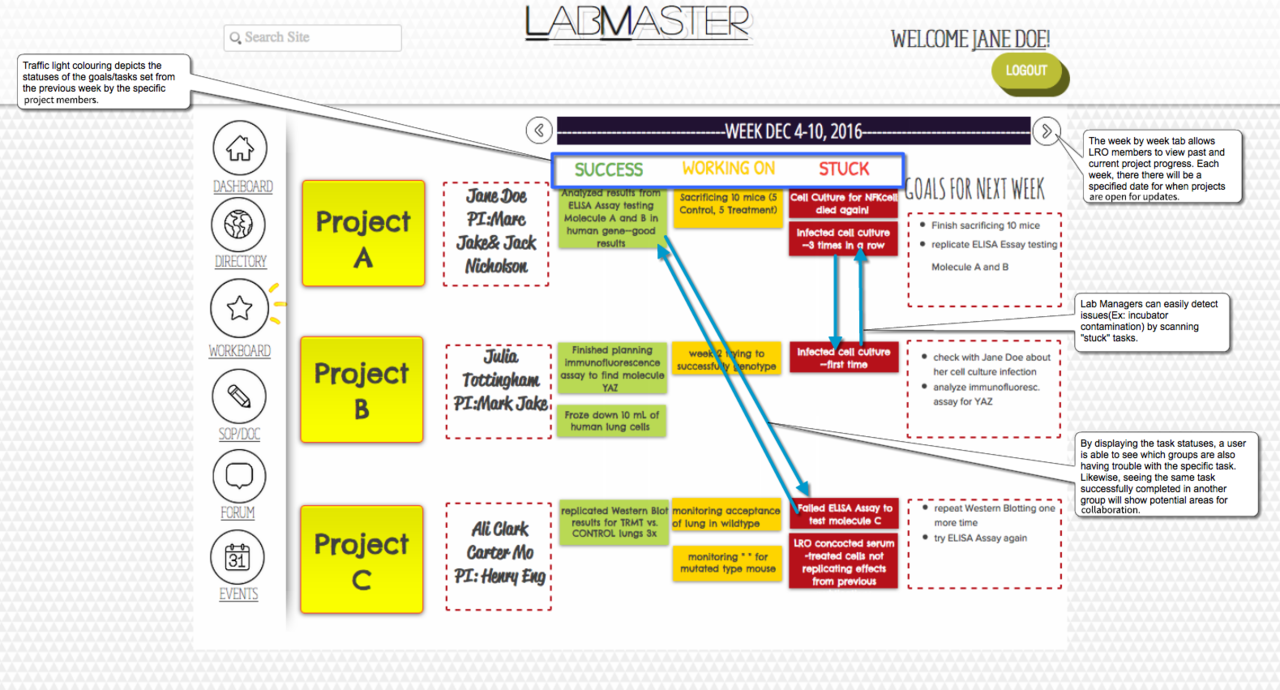 LABMASTER
Search Site
WELCOME JANE DOE!
LOGOUT
Traffic light colouring depicts the
statuses of the goals/tasks set from
the previous week by the specific
project members.
WEEK DEC 4-10, 2016
The week by week tab allows
LRO members to view past and
current project progress. Each
week, there there will be a
specified date for when projects
are open for updates.
DASHBOARD
DIRECTORY
WORKBOARD
SOP/DOC
FORUM
31
EVENTS
SUCCESS
WORKING ON
STUCK
GOALS FOR NEXT WEEK
Project
A
Jane Doe
PI:Marc
Jake& Jack
Nicholson
Analyzed results from
ELISA Assay testing
Molecule A and B in
human gene—good
results
Sacrificing 10 mice (5
Control, 5 Treatment)
Cell Culture for NFKcell
died again!
Infected cell culture
—3 times in a row
• Finish sacrificing 10 mice
• replicate ELISA Essay testing
Molecule A and B
Lab Managers can easily detect
issues(Ex: incubator
contamination) by scanning
"stuck" tasks.
Project
B
Julia
Tottingham
PI:Mark Jake
Finished planning
immunofluorescence
assay to find molecule
YAZ
Froze down 10 mL of
human lung cells
week 2 trying to
successfully genotype
Infected cell culture
—first time
• check with Jane Doe about
her cell culture infection
• analyze immunofluoresc.
assay for YAZ
By displaying the task statuses, a user
is able to see which groups are also
having trouble with the specific task.
Likewise, seeing the same task
successfully completed in another
group will show potential areas for
collaboration.
Project
C
Ali Clark
Carter Mo
PI: Henry Eng
replicated Western Blot
results for TRMT vs.
CONTROL lungs 3x
monitoring acceptance
of lung in wildtype
monitoring " " for
mutated type mouse
Failed ELISA Assay to
test molecule C
LRO concocted serum
-treated cells not
replicating effects
from previous
• repeat Western Blotting one
more time
• try ELISA Assay again